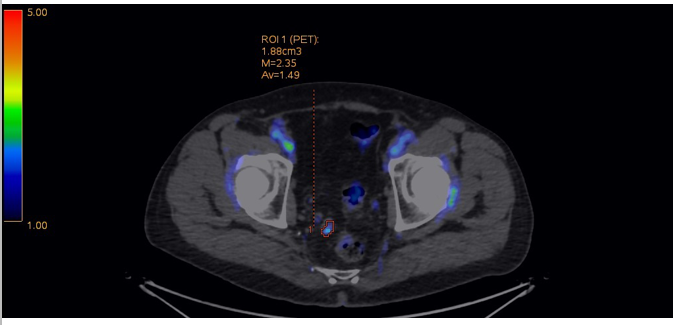 5.00
ROI 1 (PET):
1.88cm3
M=2.35
Av=1.49
1.00